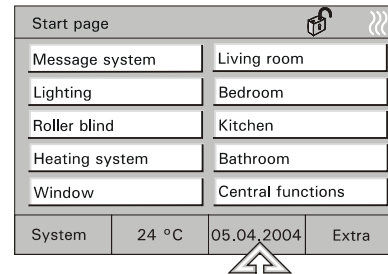 Start page
Message system Living room
Lighting Bedroom
Roller blind Kitchen
Heating system Bathroom
Window Central functions
System 24 °C 05.04.2004 Extra